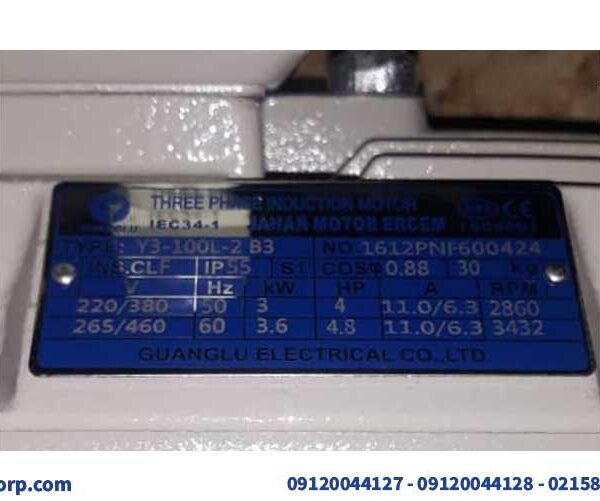 THREE PHASE INDUCTION MOTOR
IEC34-1 JAHAN MOTOR ERCEM
TYPE: Y3-100L-2 B3 NO.1612PNF600424
INS.CLF IP55 S1 COSφ0.88 30 kg
V Hz kW HP A RPM
220/380 50 3 4 11.0/6.3 2860
265/460 60 3.6 4.8 11.0/6.3 3432
GUANGLU ELECTRICAL CO.,LTD
orp.com 09120044127 - 09120044128 - 02158